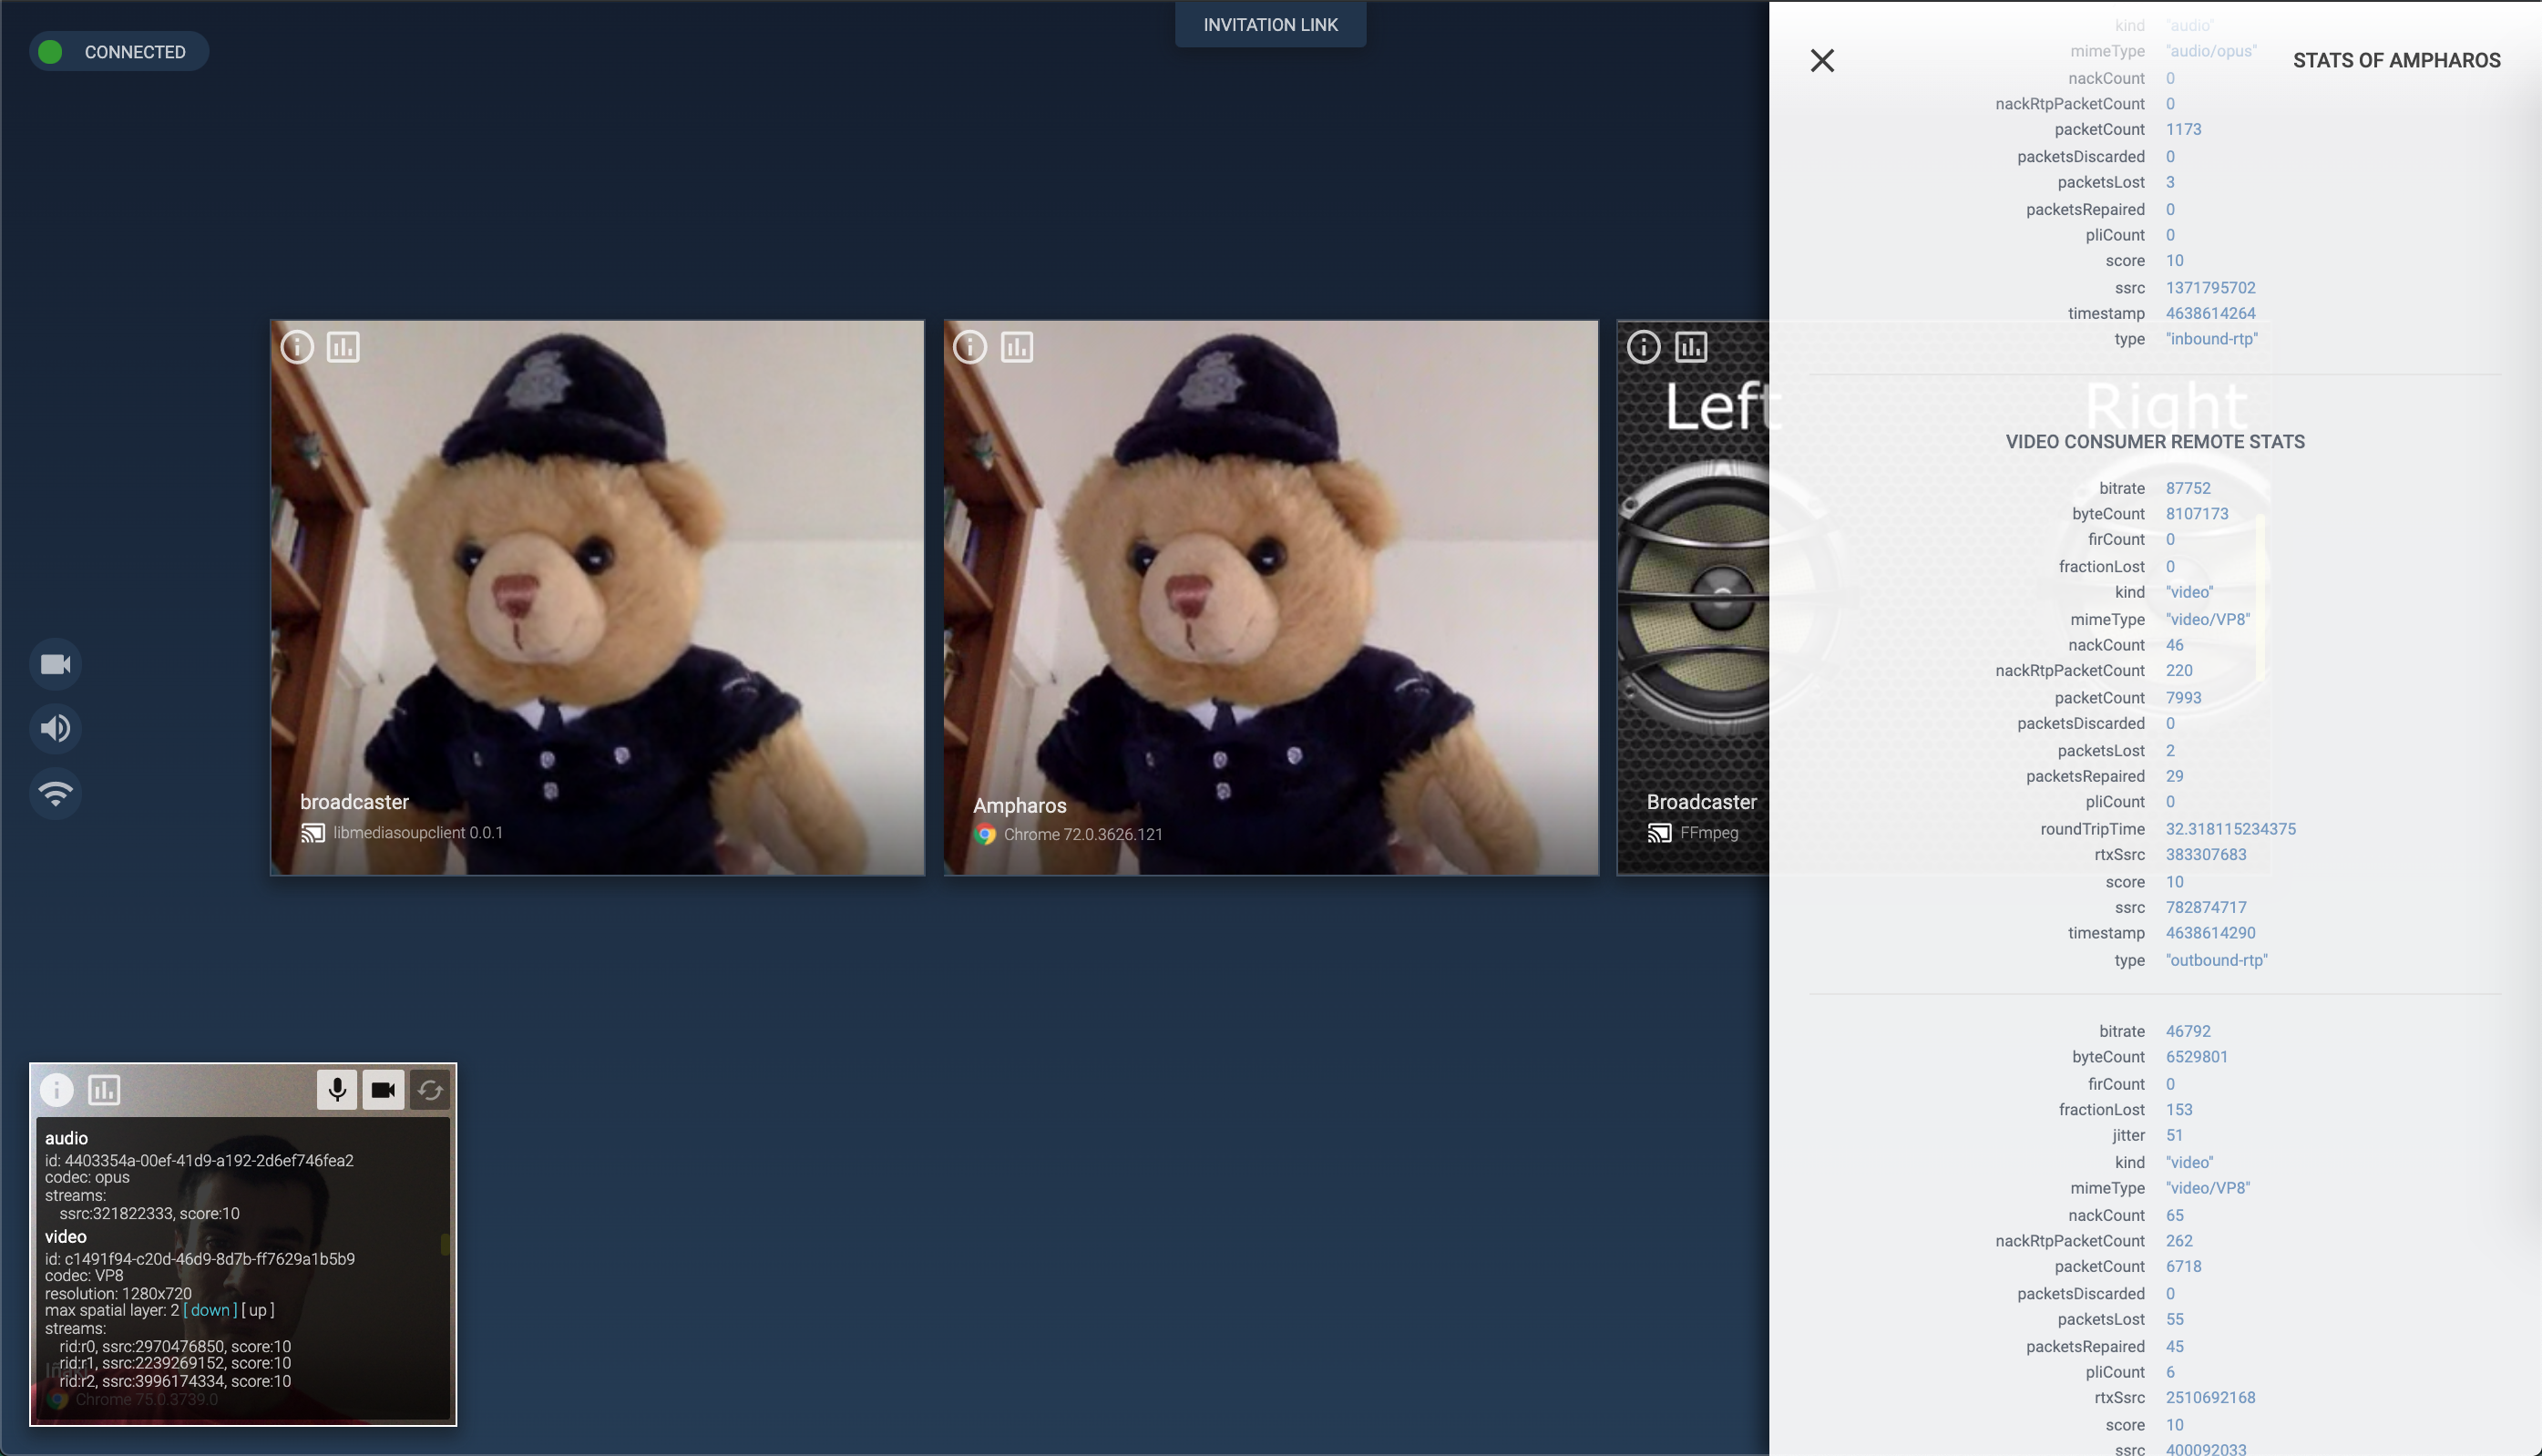 CONNECTED
INVITATION LINK
broadcaster
libmediasoupclient 0.0.1
Ampharos
Chrome 72.0.3626.121
Left
Right
Broadcaster
FFmpeg
audio
id: 4403354a-00ef-41d9-a192-2d6ef746fea2
codec: opus
streams:
ssrc:321822333, score:10
video
id: c1491f94-c20d-46d9-8d7b-ff7629a1b5b9
codec: VP8
resolution: 1280x720
max spatial layer: 2 [ down ] [ up ]
streams:
rid:r0, ssrc:2970476850, score:10
rid:r1, ssrc:2239269152, score:10
rid:r2, ssrc:3996174334, score:10
Chrome 75.0.3739.0
STATS OF AMPHAROS
kind "audio"
mimeType "audio/opus"
nackCount 0
nackRtpPacketCount 0
packetCount 1173
packetsDiscarded 0
packetsLost 3
packetsRepaired 0
pliCount 0
score 10
ssrc 1371795702
timestamp 4638614264
type "inbound-rtp"
VIDEO CONSUMER REMOTE STATS
bitrate 87752
byteCount 8107173
firCount 0
fractionLost 0
kind "video"
mimeType "video/VP8"
nackCount 46
nackRtpPacketCount 220
packetCount 7993
packetsDiscarded 0
packetsLost 2
packetsRepaired 29
pliCount 0
roundTripTime 32.318115234375
rtxSsrc 383307683
score 10
ssrc 782874717
timestamp 4638614290
type "outbound-rtp"
bitrate 46792
byteCount 6529801
firCount 0
fractionLost 153
jitter 51
kind "video"
mimeType "video/VP8"
nackCount 65
nackRtpPacketCount 262
packetCount 6718
packetsDiscarded 0
packetsLost 55
packetsRepaired 45
pliCount 6
rtxSsrc 2510692168
score 10
ssrc 400092033